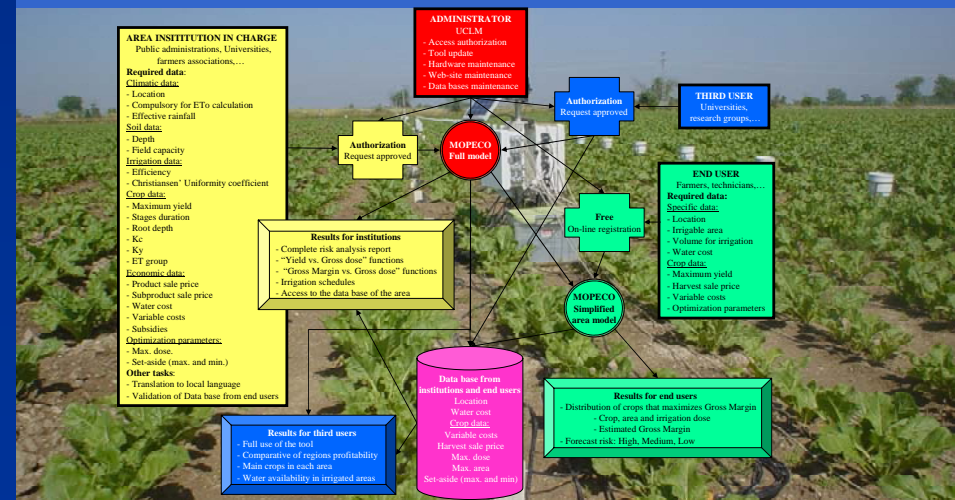 AREA INSITITUTION IN CHARGE
Public administrations, Universities,
farmers associations,…
Required data:
Climatic data:
- Location
- Compulsory for ETo calculation
- Effective rainfall
Soil data:
- Depth
- Field capacity
Irrigation data:
- Efficiency
- Christiansen’ Uniformity coefficient
Crop data:
- Maximum yield
- Stages duration
- Root depth
- Kc
- Ky
- ET group
Economic data:
- Product sale price
- Subproduct sale price
- Water cost
- Variable costs
- Subsidies
Optimization parameters:
- Max. dose.
- Set-aside (max. and min.)
Other tasks:
- Translation to local language
- Validation of Data base from end users
ADMINISTRATOR
UCLM
- Access authorization
- Tool update
- Hardware maintenance
- Web-site maintenance
- Data bases maintenance
Authorization
Request approved
THIRD USER
Universities,
research groups,…
Authorization
Request approved
MOPECO
Full model
END USER
Farmers, technicians,…
Required data:
Specific data:
- Location
- Irrigable area
- Volume for irrigation
- Water cost
Crop data:
- Maximum yield
- Harvest sale price
- Variable costs
- Optimization parameters
Free
On-line registration
Results for institutions
- Complete risk analysis report
- “Yield vs. Gross dose” functions
- “Gross Margin vs. Gross dose” functions
- Irrigation schedules
- Access to the data base of the area
MOPECO
Simplified
area model
Data base from
institutions and end users
Location
Water cost
Crop data:
Variable costs
Harvest sale price
Max. dose
Max. area
Set-aside (max. and min)
Results for end users
- Distribution of crops that maximizes Gross Margin
- Crop, area and irrigation dose
- Estimated Gross Margin
- Forecast risk: High, Medium, Low
Results for third users
- Full use of the tool
- Comparative of regions profitability
- Main crops in each area
- Water availability in irrigated areas